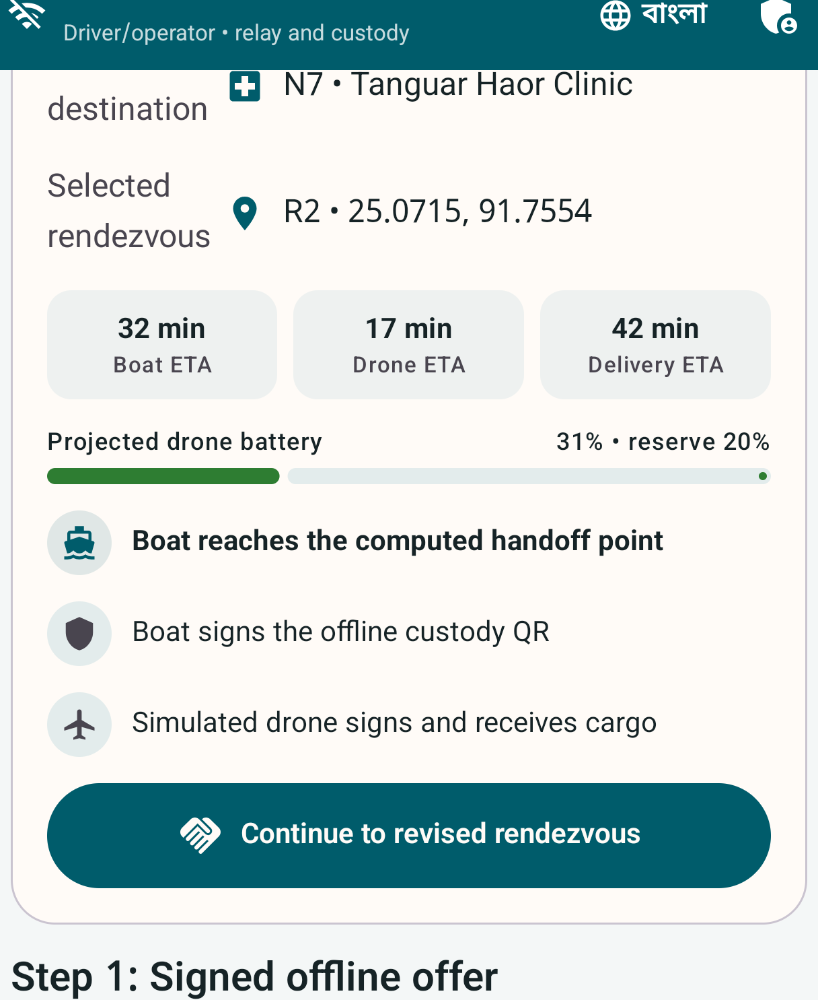 বাংলা
Driver/operator • relay and custody
N7 • Tanguar Haor Clinic
destination
Selected
rendezvous
R2 • 25.0715, 91.7554
32 min
Boat ETA
17 min
Drone ETA
42 min
Delivery ETA
Projected drone battery
31% • reserve 20%
Boat reaches the computed handoff point
Boat signs the offline custody QR
Simulated drone signs and receives cargo
Continue to revised rendezvous
Step 1: Signed offline offer